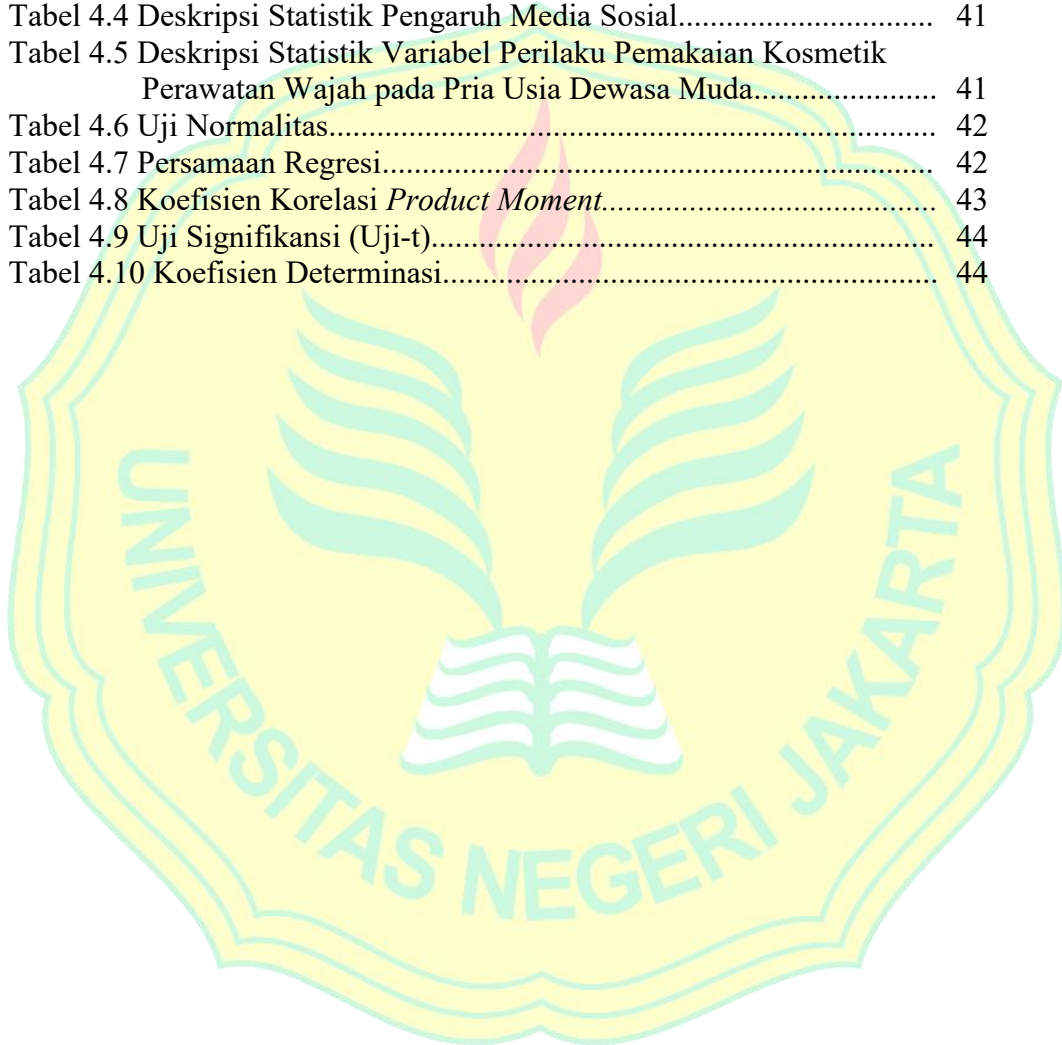 Tabel 4.4 Deskripsi Statistik Pengaruh Media Sosial................................ 41
Tabel 4.5 Deskripsi Statistik Variabel Perilaku Pemakaian Kosmetik
Perawatan Wajah pada Pria Usia Dewasa Muda....................... 41
Tabel 4.6 Uji Normalitas............................................................................ 42
Tabel 4.7 Persamaan Regresi..................................................................... 42
Tabel 4.8 Koefisien Korelasi Product Moment.......................................... 43
Tabel 4.9 Uji Signifikansi (Uji-t)............................................................... 44
Tabel 4.10 Koefisien Determinasi.............................................................. 44
UNIVERSITAS NEGERI JAKARTA